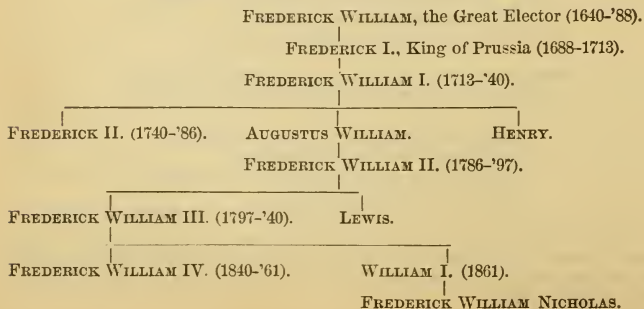 FREDERICK WILLIAM, the Great Elector (1640-'88).
FREDERICK I., King of Prussia (1688-1713).
FREDERICK WILLIAM I. (1713-'40).
FREDERICK II. (1740-'86). AUGUSTUS WILLIAM. HENRY.
FREDERICK WILLIAM II. (1786-'97).
FREDERICK WILLIAM III. (1797-'40). LEWIS.
FREDERICK WILLIAM IV. (1840-'61). WILLIAM I. (1861).
FREDERICK WILLIAM NICHOLAS.